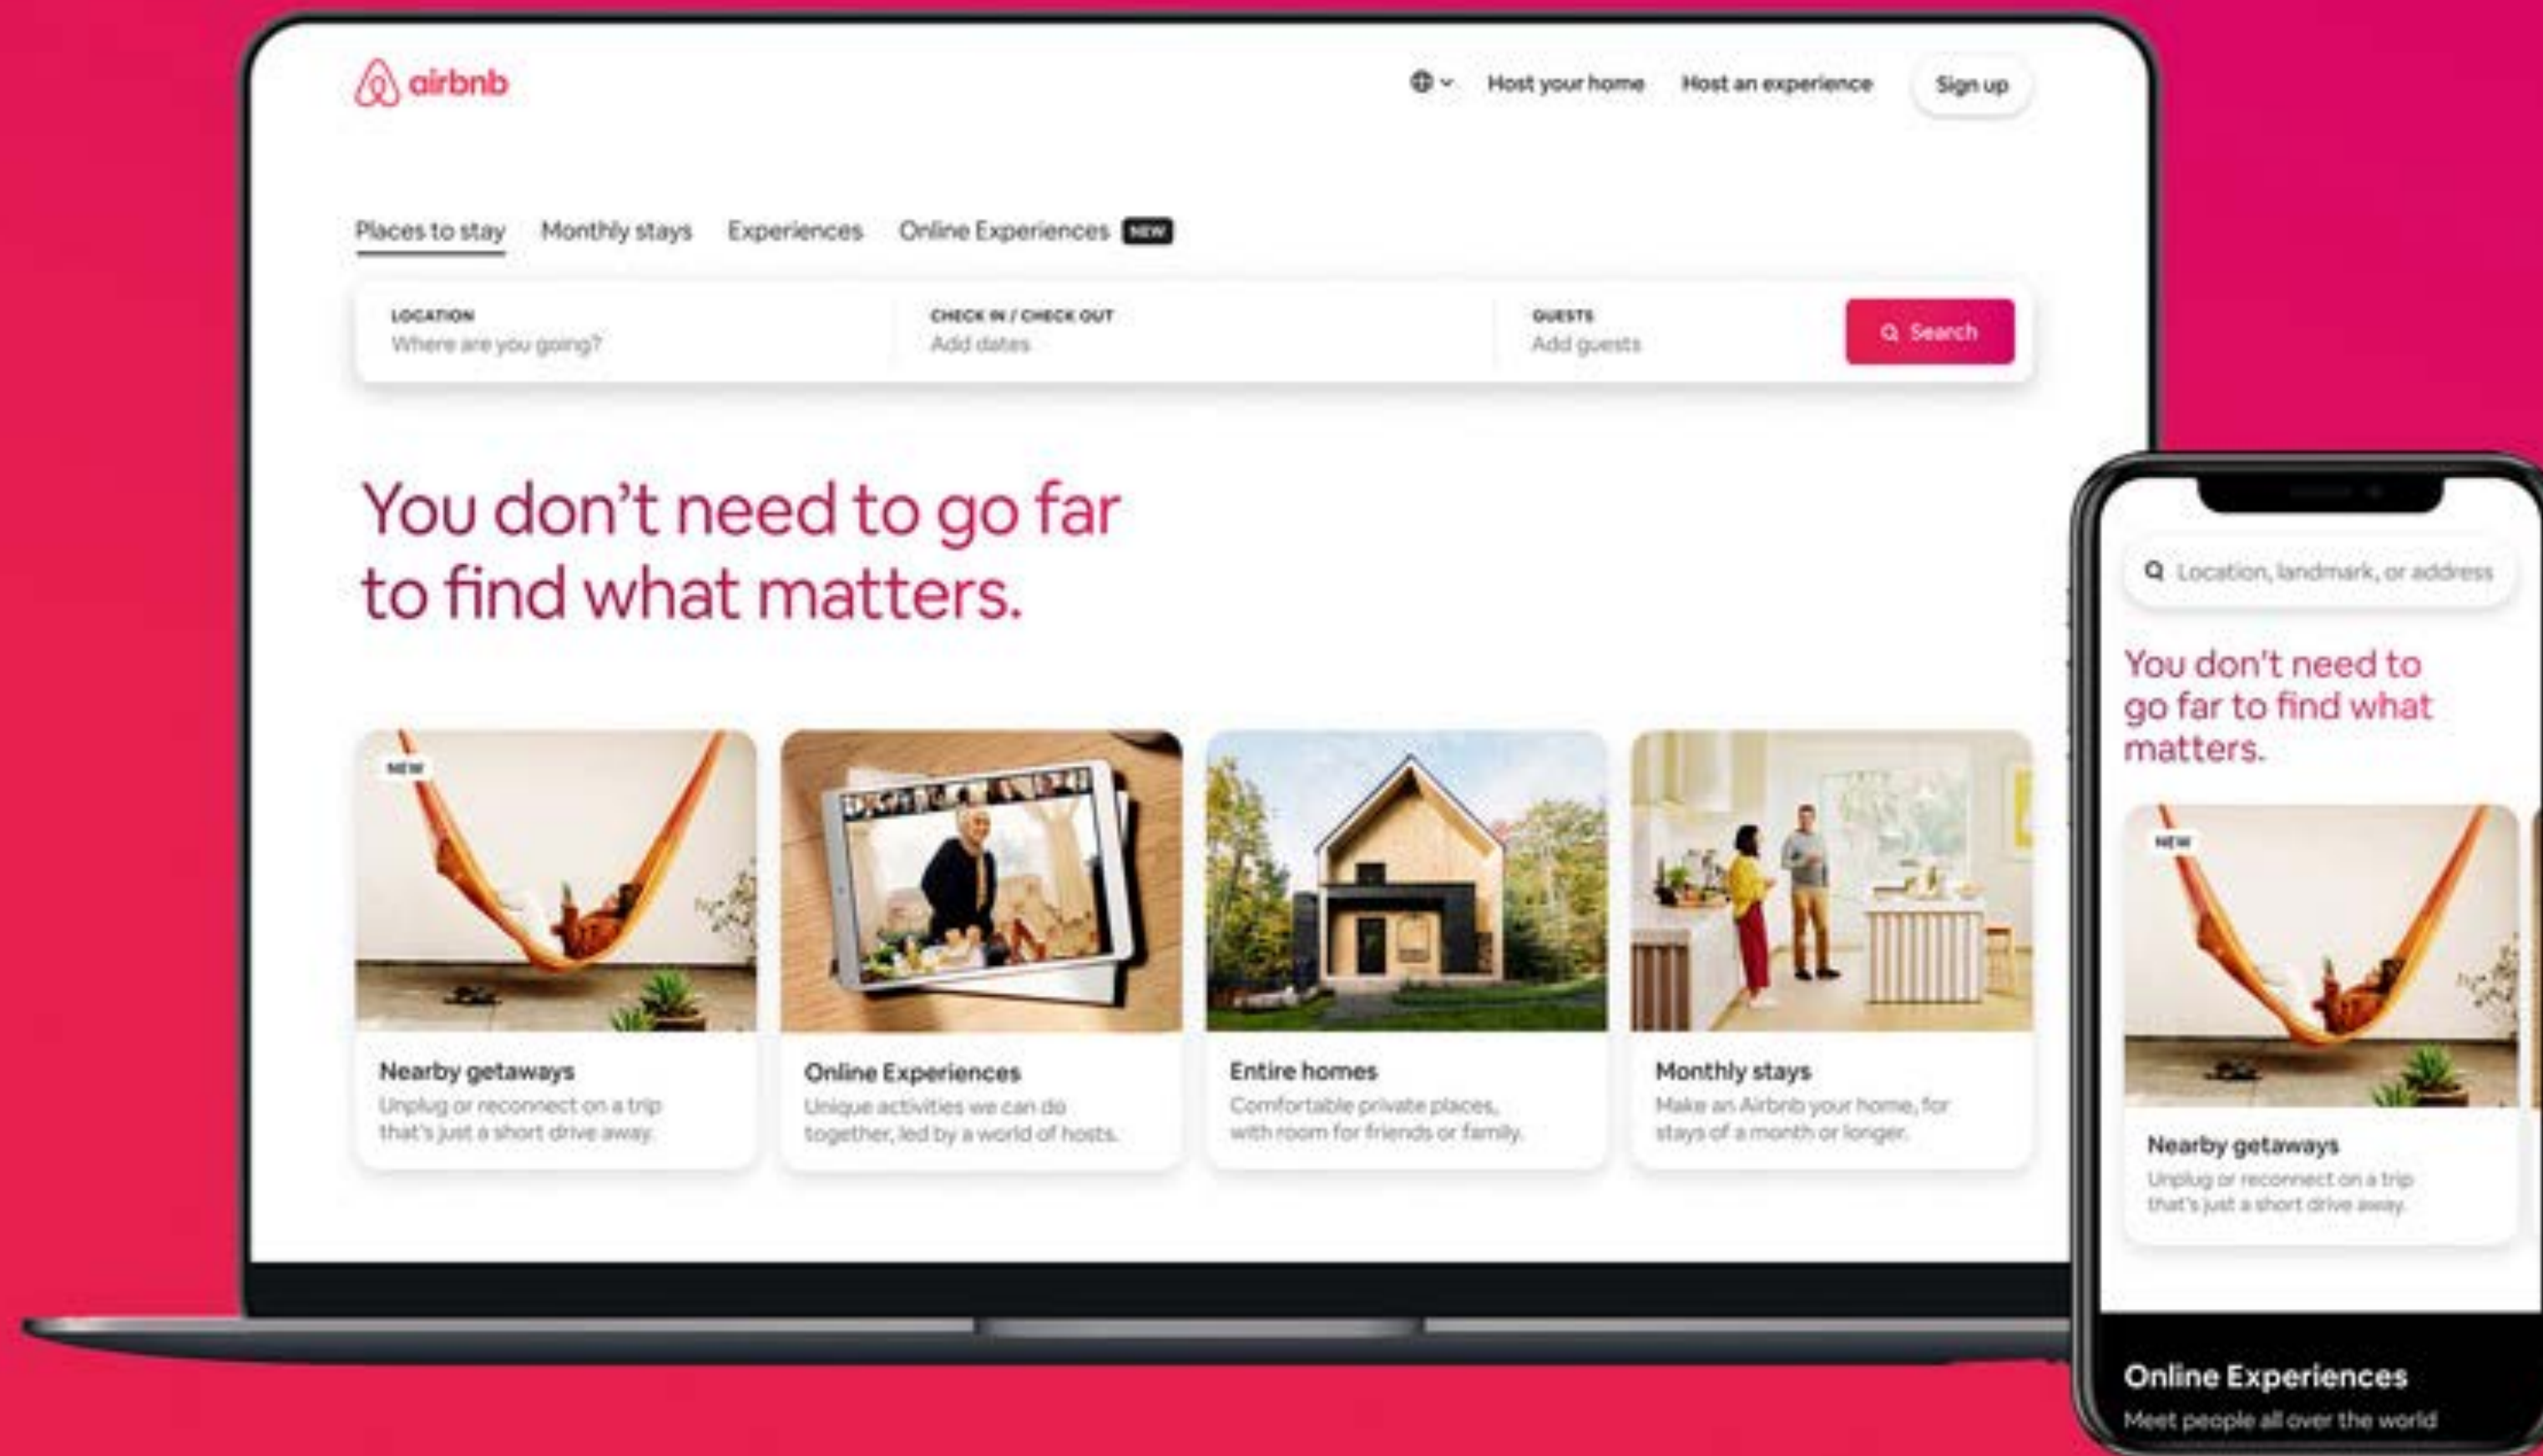 airbnb
Host your home
Host an experience
Sign up
Places to stay
Monthly stays
Experiences
Online Experiences NEW
LOCATION
Where are you going?
CHECK IN / CHECK OUT
Add dates
GUESTS
Add guests
Search
You don’t need to go far
to find what matters.
NEW
Nearby getaways
Unplug or reconnect on a trip
that's just a short drive away.
Online Experiences
Unique activities we can do
together, led by a world of hosts.
Entire homes
Comfortable private places,
with room for friends or family.
Monthly stays
Make an Airbnb your home, for
stays of a month or longer.
Location, landmark, or address
You don't need to
go far to find what
matters.
NEW
Nearby getaways
Unplug or reconnect on a trip
that's just a short drive away.
Online Experiences
Meet people all over the world